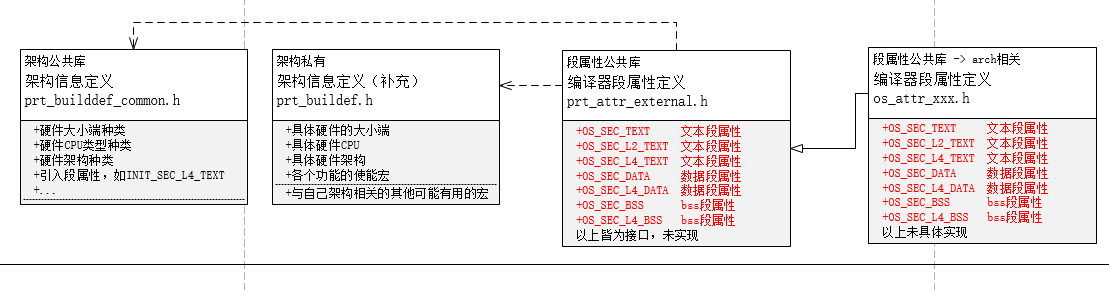 架构公共库
架构信息定义
prt_builddef_common.h
+硬件大小端种类
+硬件CPU类型种类
+硬件架构种类
+引入段属性，如INIT_SEC_L4_TEXT
+...
架构私有
架构信息定义（补充）
prt_buildef.h
+具体硬件的大小端
+具体硬件CPU
+具体硬件架构
+各个功能的使能宏
+与自己架构相关的其他可能有用的宏
段属性公共库
编译器段属性定义
prt_attr_external.h
+OS_SEC_TEXT 文本段属性
+OS_SEC_L2_TEXT 文本段属性
+OS_SEC_L4_TEXT 文本段属性
+OS_SEC_DATA 数据段属性
+OS_SEC_L4_DATA 数据段属性
+OS_SEC_BSS bss段属性
+OS_SEC_L4_BSS bss段属性
以上皆为接口，未实现
段属性公共库 -> arch相关
编译器段属性定义
os_attr_xxx.h
+OS_SEC_TEXT 文本段属性
+OS_SEC_L2_TEXT 文本段属性
+OS_SEC_L4_TEXT 文本段属性
+OS_SEC_DATA 数据段属性
+OS_SEC_L4_DATA 数据段属性
+OS_SEC_BSS bss段属性
+OS_SEC_L4_BSS bss段属性
以上未具体实现